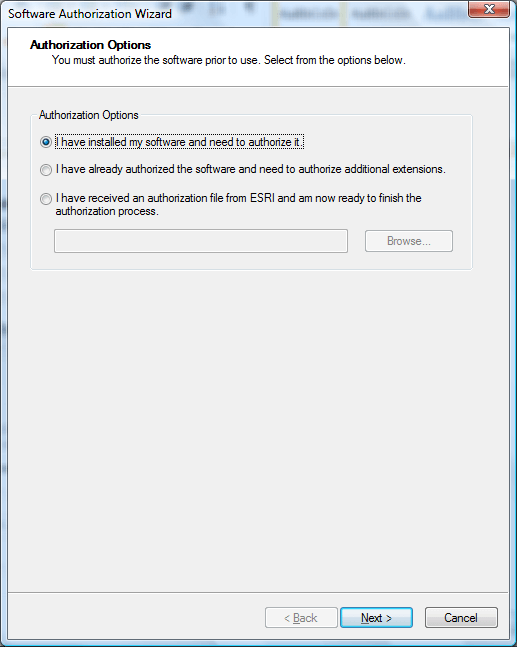 Software Authorization Wizard
Authorization Options
You must authorize the software prior to use. Select from the options below.
Authorization Options
I have installed my software and need to authorize it.
I have already authorized the software and need to authorize additional extensions.
I have received an authorization file from ESRI and am now ready to finish the
authorization process.
Browse...
< Back
Next >
Cancel